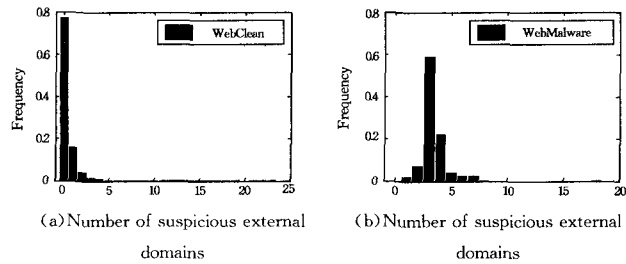 0.8
0.6
0.4
0.2
0
Frequency
WebClean
0
5
10
15
20
25
(a)Number of suspicious external
domains
0.8
0.6
0.4
0.2
0
Frequency
WebMalware
0
5
10
15
20
(b)Number of suspicious external
domains